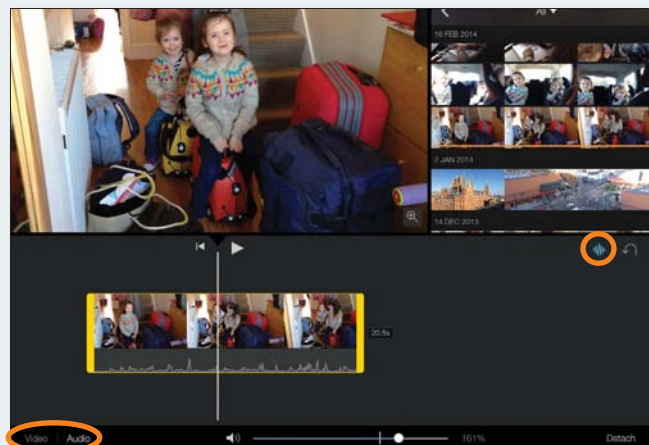 All
16 FEB 2014
2 JAN 2014
14 DEC 2013
20.5s
Video Audio
161%
Detach